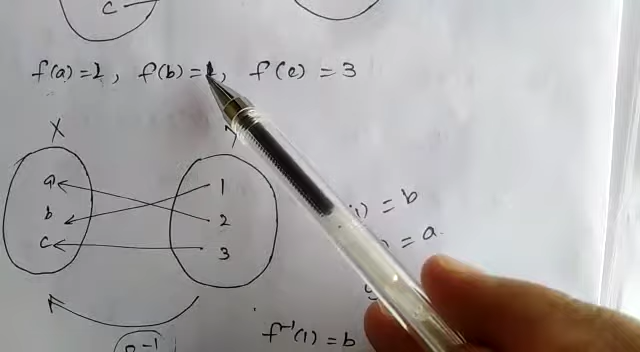 c
f(a) = 2, f(b) = 1, f(c) = 3
X
a 1
b 2
c 3
= b
= a
f⁻¹(1) = b